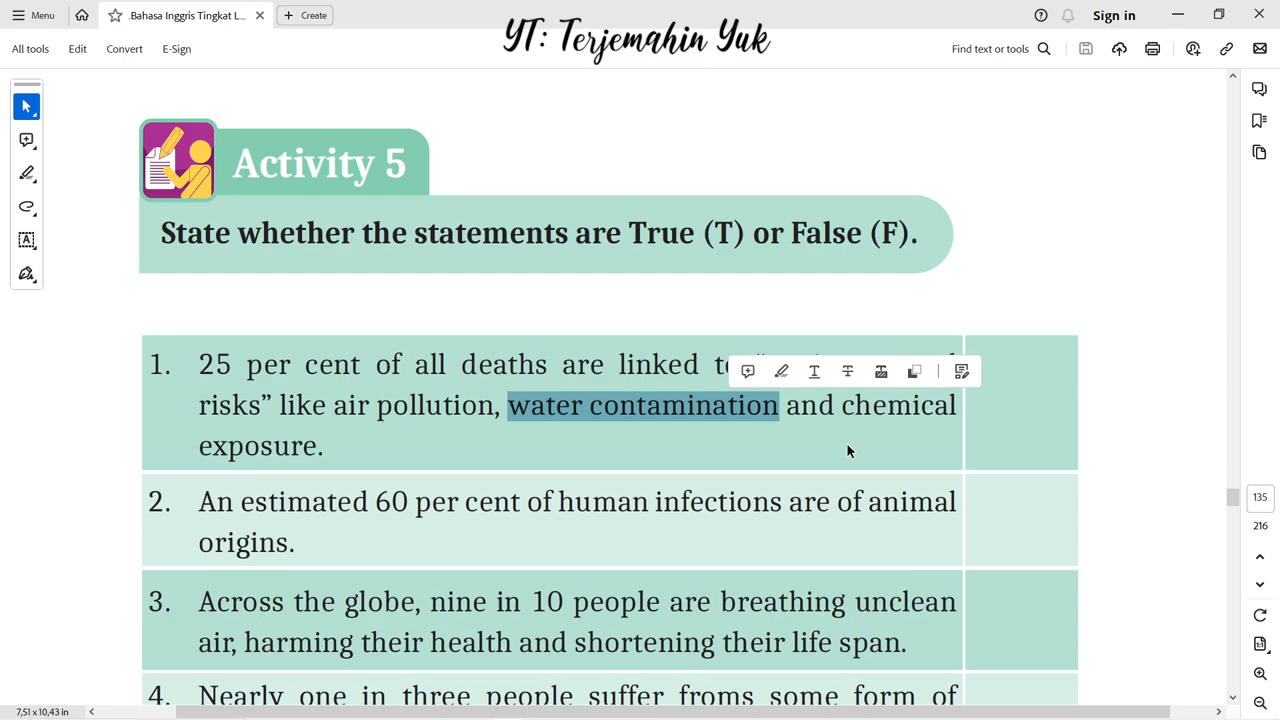 Menu
.Bahasa Inggris Tingkat L...
Create
Sign in
All tools
Edit
Convert
E-Sign
YT: Terjemahin Yuk
Find text or tools
Activity 5
State whether the statements are True (T) or False (F).
1. 25 per cent of all deaths are linked
risks” like air pollution, water contamination and chemical
exposure.
2. An estimated 60 per cent of human infections are of animal
origins.
3. Across the globe, nine in 10 people are breathing unclean
air, harming their health and shortening their life span.
4. Nearly one in three people suffer froms some form of
135
216
7,51 x 10,43 in